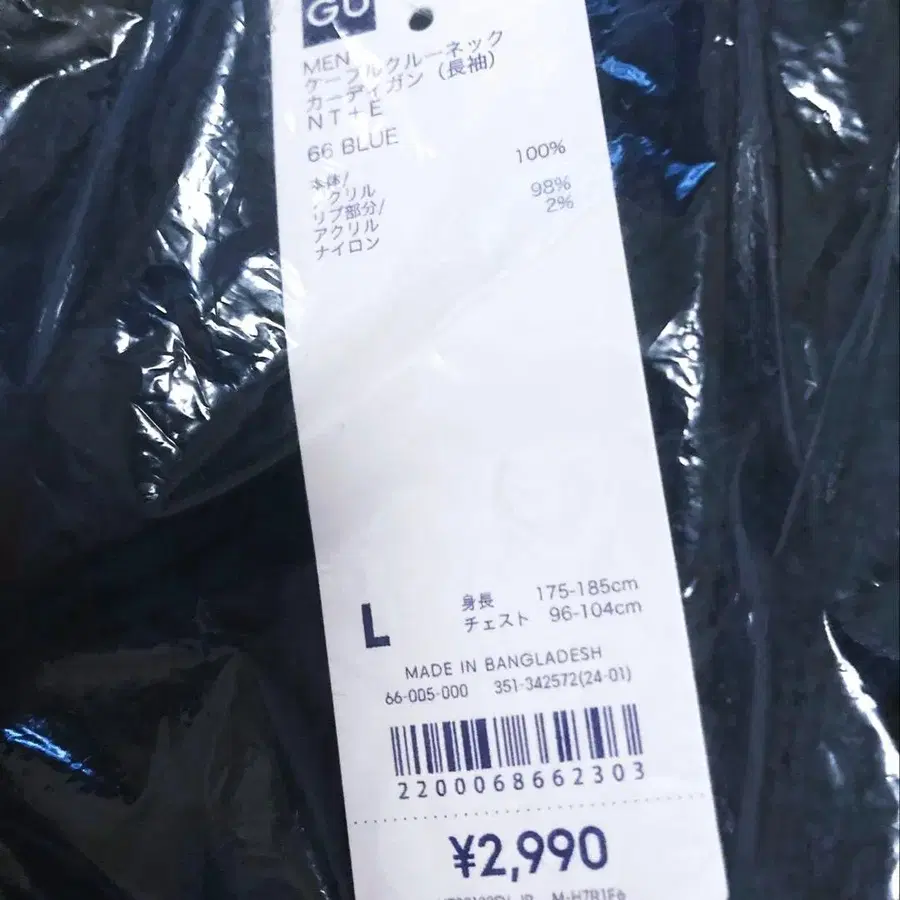 GU
MEN
ケーブルクルーネック
カーディガン（長袖）
NT+E
66 BLUE
本体/
アクリル 100%
リブ部分/
アクリル 98%
ナイロン 2%
L
身長 175-185cm
チェスト 96-104cm
MADE IN BANGLADESH
66-005-000 351-342572(24-01)
2200068662303
¥2,990